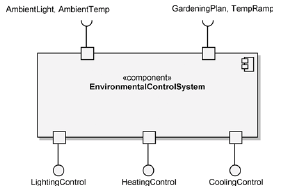 AmbientLight, AmbientTemp
GardeningPlan, TempRamp
«component»
EnvironmentalControlSystem
LightingControl
HeatingControl
CoolingControl